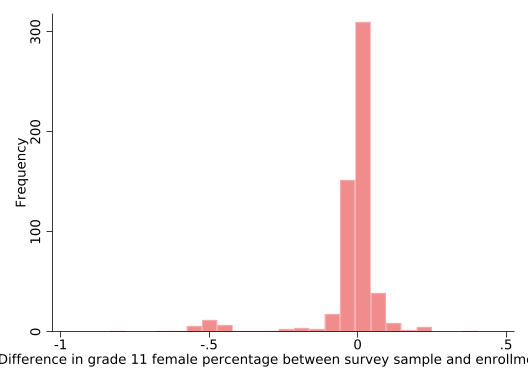 Frequency
300
200
100
0
-1 -.5 0 .5
Difference in grade 11 female percentage between survey sample and enrollme